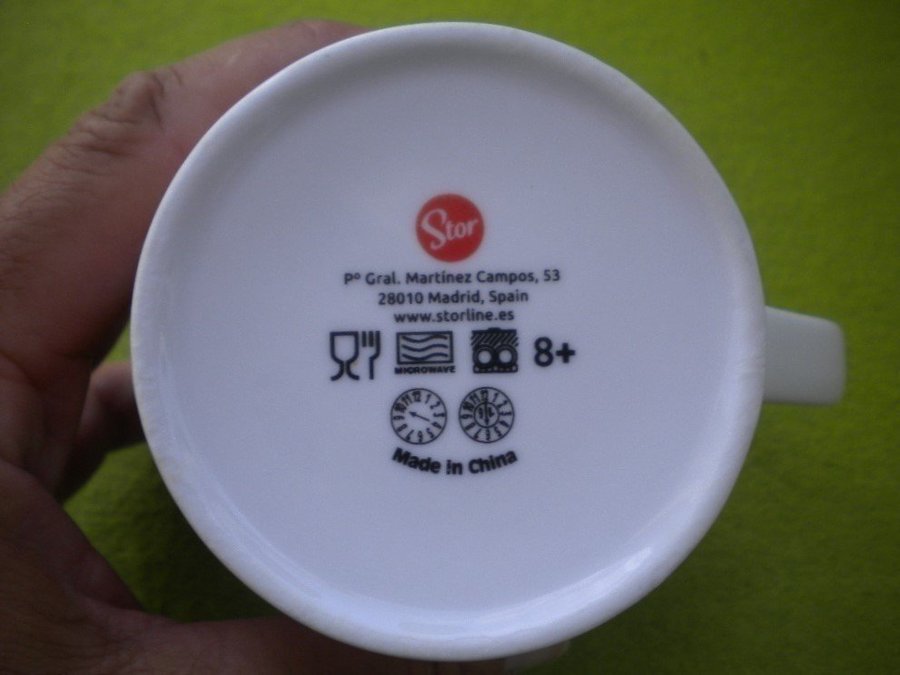 Stor
Pº Gral. Martínez Campos, 53
28010 Madrid, Spain
www.storline.es
MICROWAVE
8+
Made in China